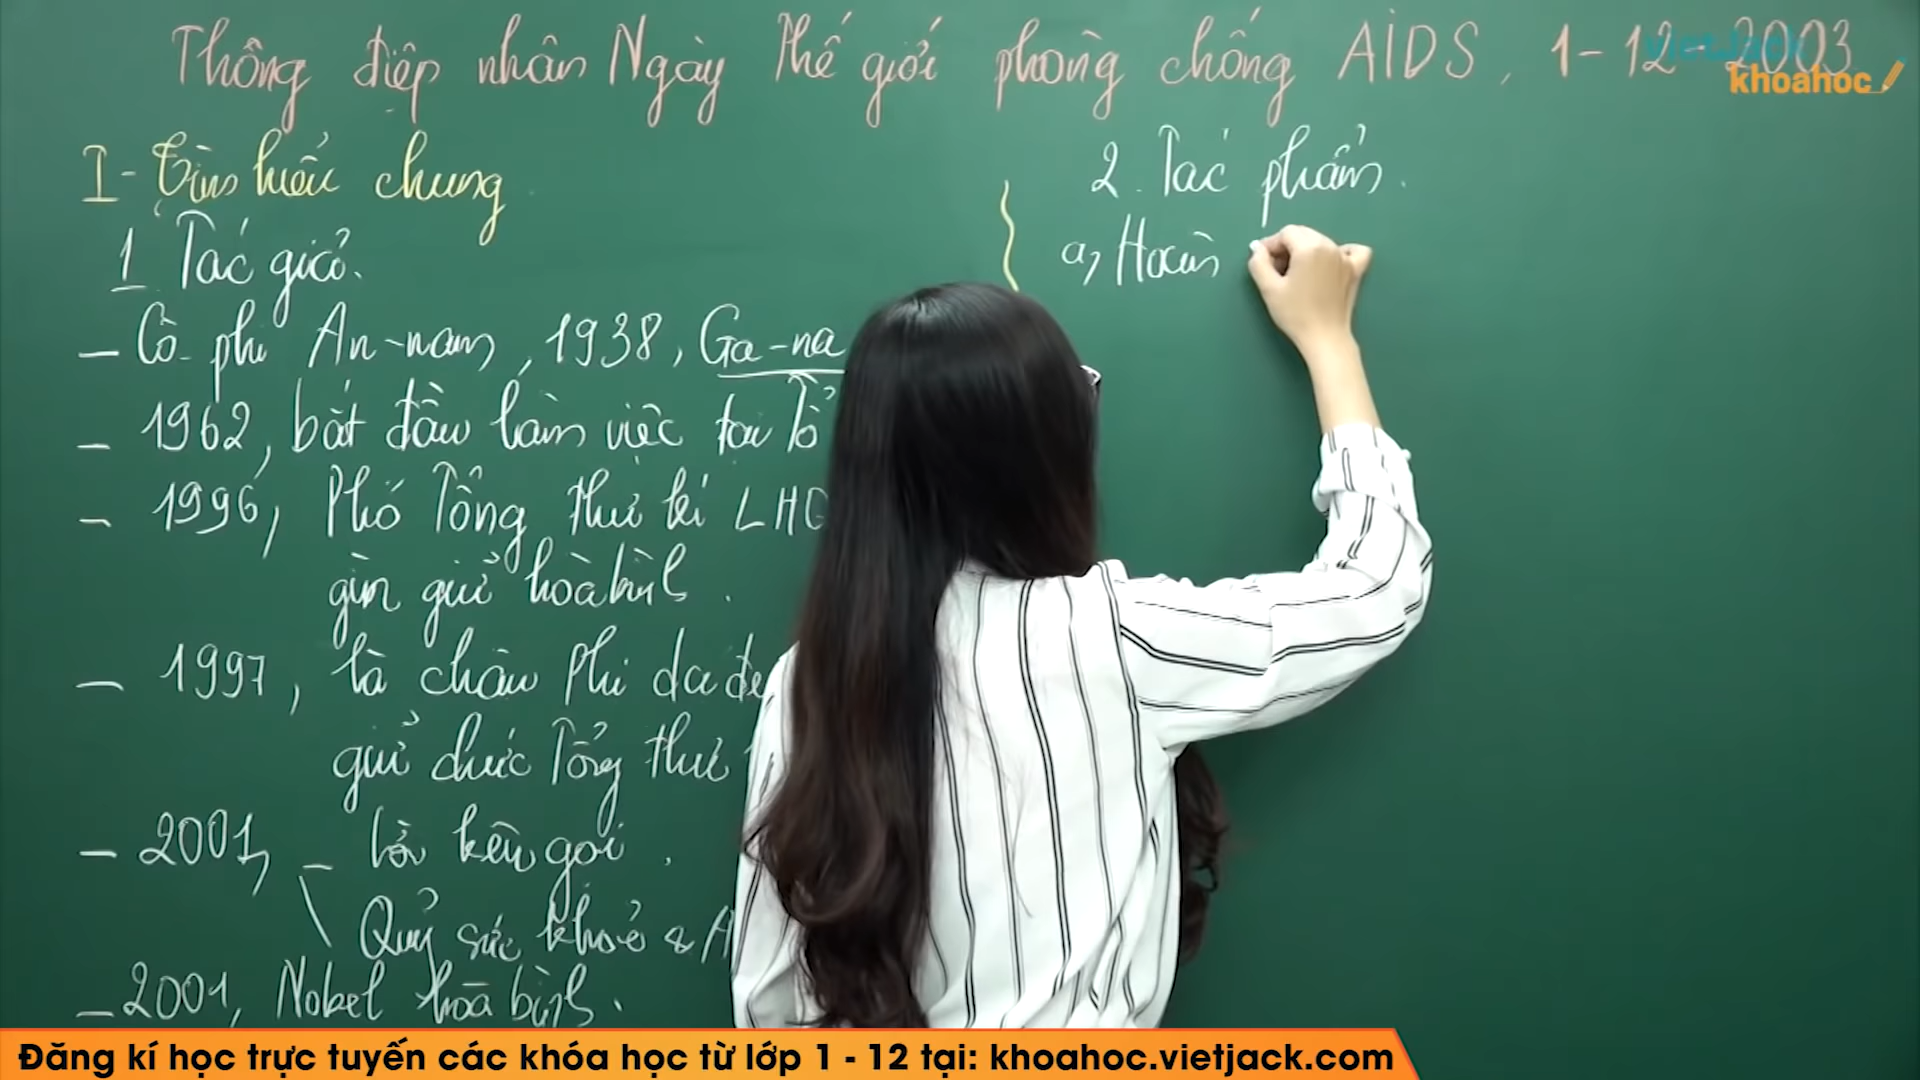 Thông điệp nhân Ngày Thế giới phòng chống AIDS, 1-12-2003
vietjack
khoahoc
I- Tìm hiểu chung
1. Tác giả.
- Cô-phi An-nam, 1938, Ga-na
- 1962, bắt đầu làm việc tại Tổ
- 1996, Phó Tổng thư kí LHQ
gìn giữ hoà bình.
- 1997, là châu Phi da đe
giữ chức Tổng thư
- 2001, - lời kêu gọi.
\ Quỹ sức khoẻ & A
- 2001, Nobel hoà bình.
2. Tác phẩm.
a, Hoàn
Đăng kí học trực tuyến các khóa học từ lớp 1 - 12 tại: khoahoc.vietjack.com